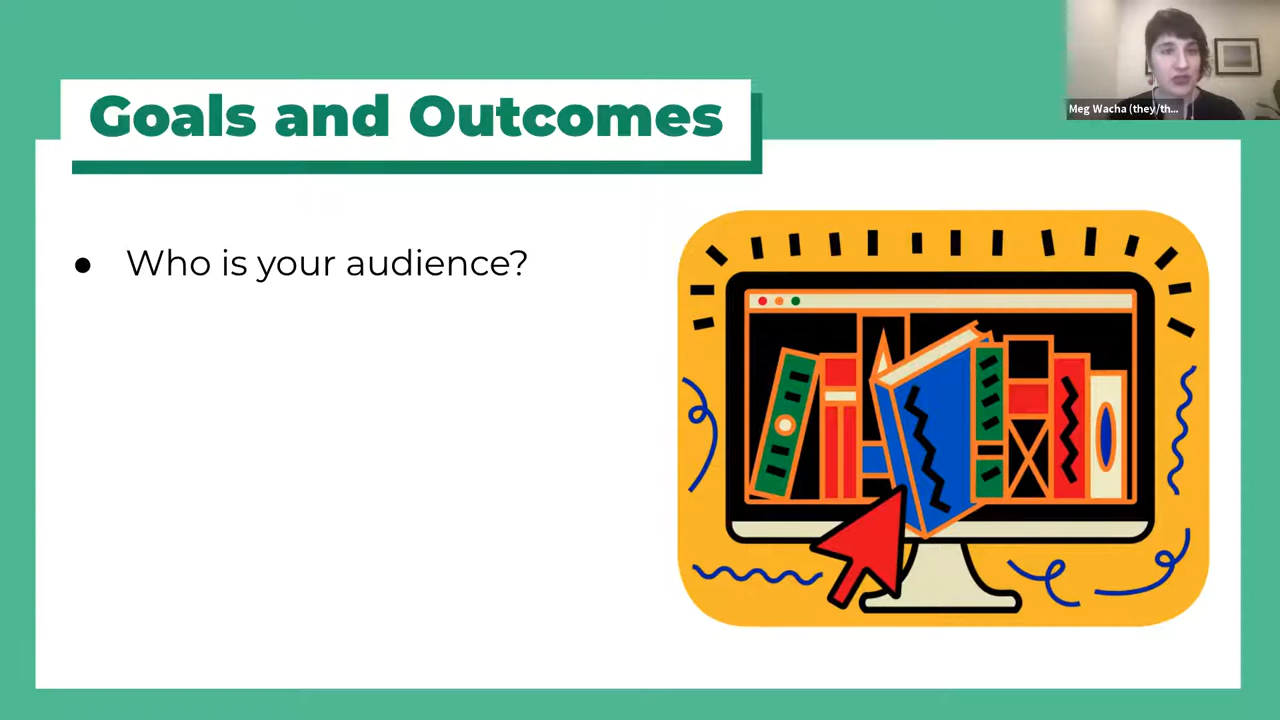 Goals and Outcomes
Meg Wacha (they/th...
● Who is your audience?